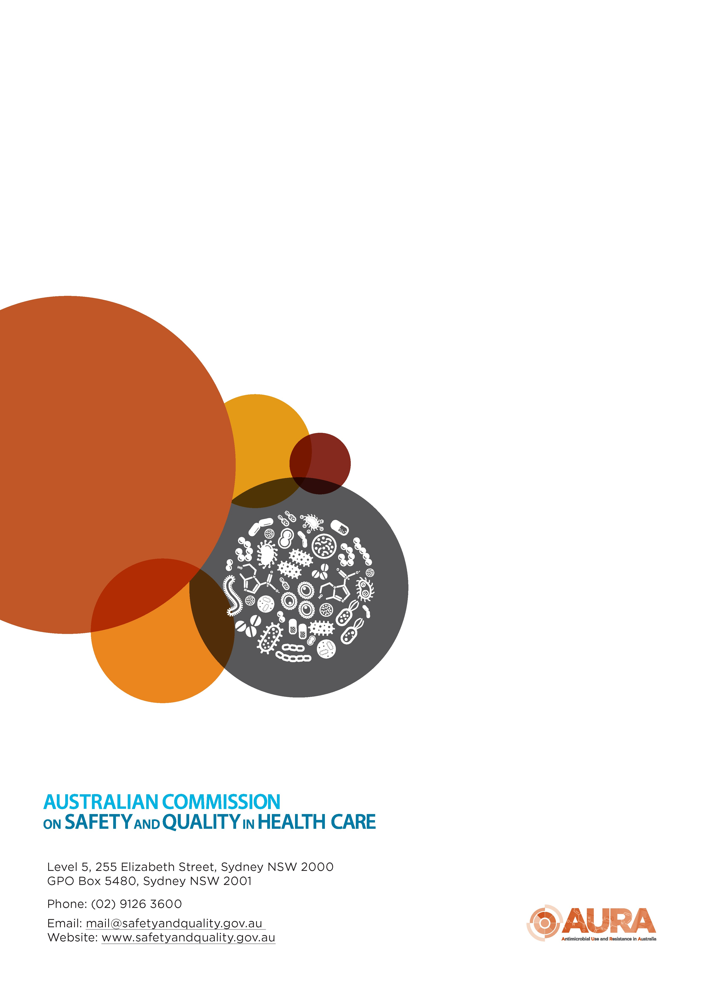 AUSTRALIAN COMMISSION
ON SAFETY AND QUALITY IN HEALTH CARE
Level 5, 255 Elizabeth Street, Sydney NSW 2000
GPO Box 5480, Sydney NSW 2001
Phone: (02) 9126 3600
Email: mail@safetyandquality.gov.au
Website: www.safetyandquality.gov.au
AURA
Antimicrobial Use and Resistance in Australia